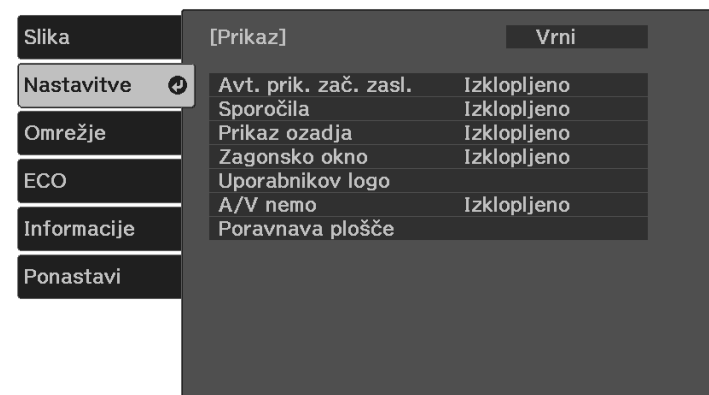 Slika
Nastavitve
Omrežje
ECO
Informacije
Ponastavi
[Prikaz] Vrni
Avt. prik. zač. zasl. Izklopljeno
Sporočila Izklopljeno
Prikaz ozadja Izklopljeno
Zagonsko okno Izklopljeno
Uporabnikov logo
A/V nemo Izklopljeno
Poravnava plošče